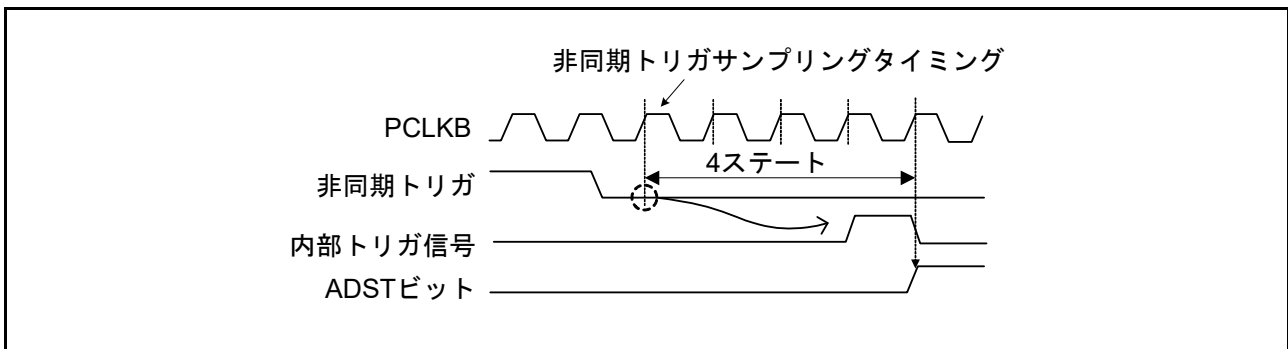 非同期トリガサンプリングタイミング
PCLKB
4ステート
非同期トリガ
内部トリガ信号
ADSTビット